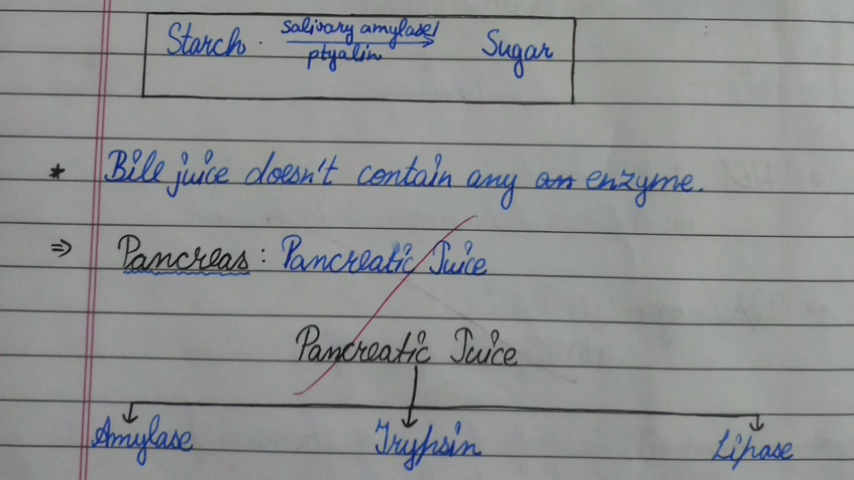 Starch. salivary amylase/ Sugar
ptyalin
* Bile juice doesn't contain any an enzyme.
⇒ Pancreas : Pancreatic Juice
Pancreatic Juice
Amylase Trypsin Lipase